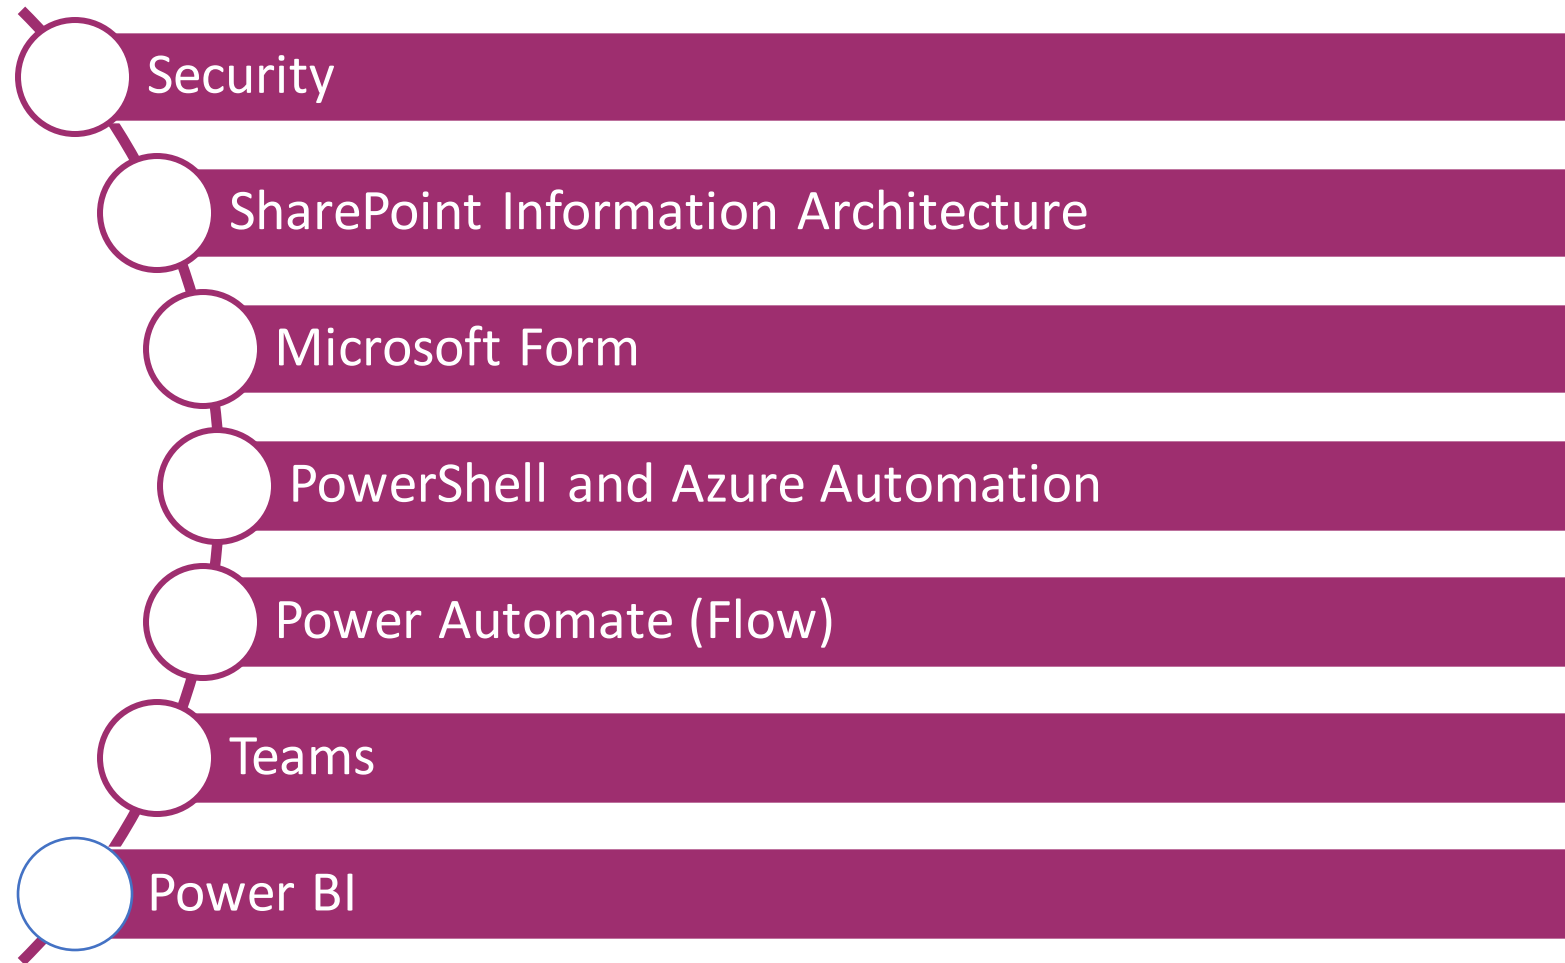 Security
SharePoint Information Architecture
Microsoft Form
PowerShell and Azure Automation
Power Automate (Flow)
Teams
Power BI